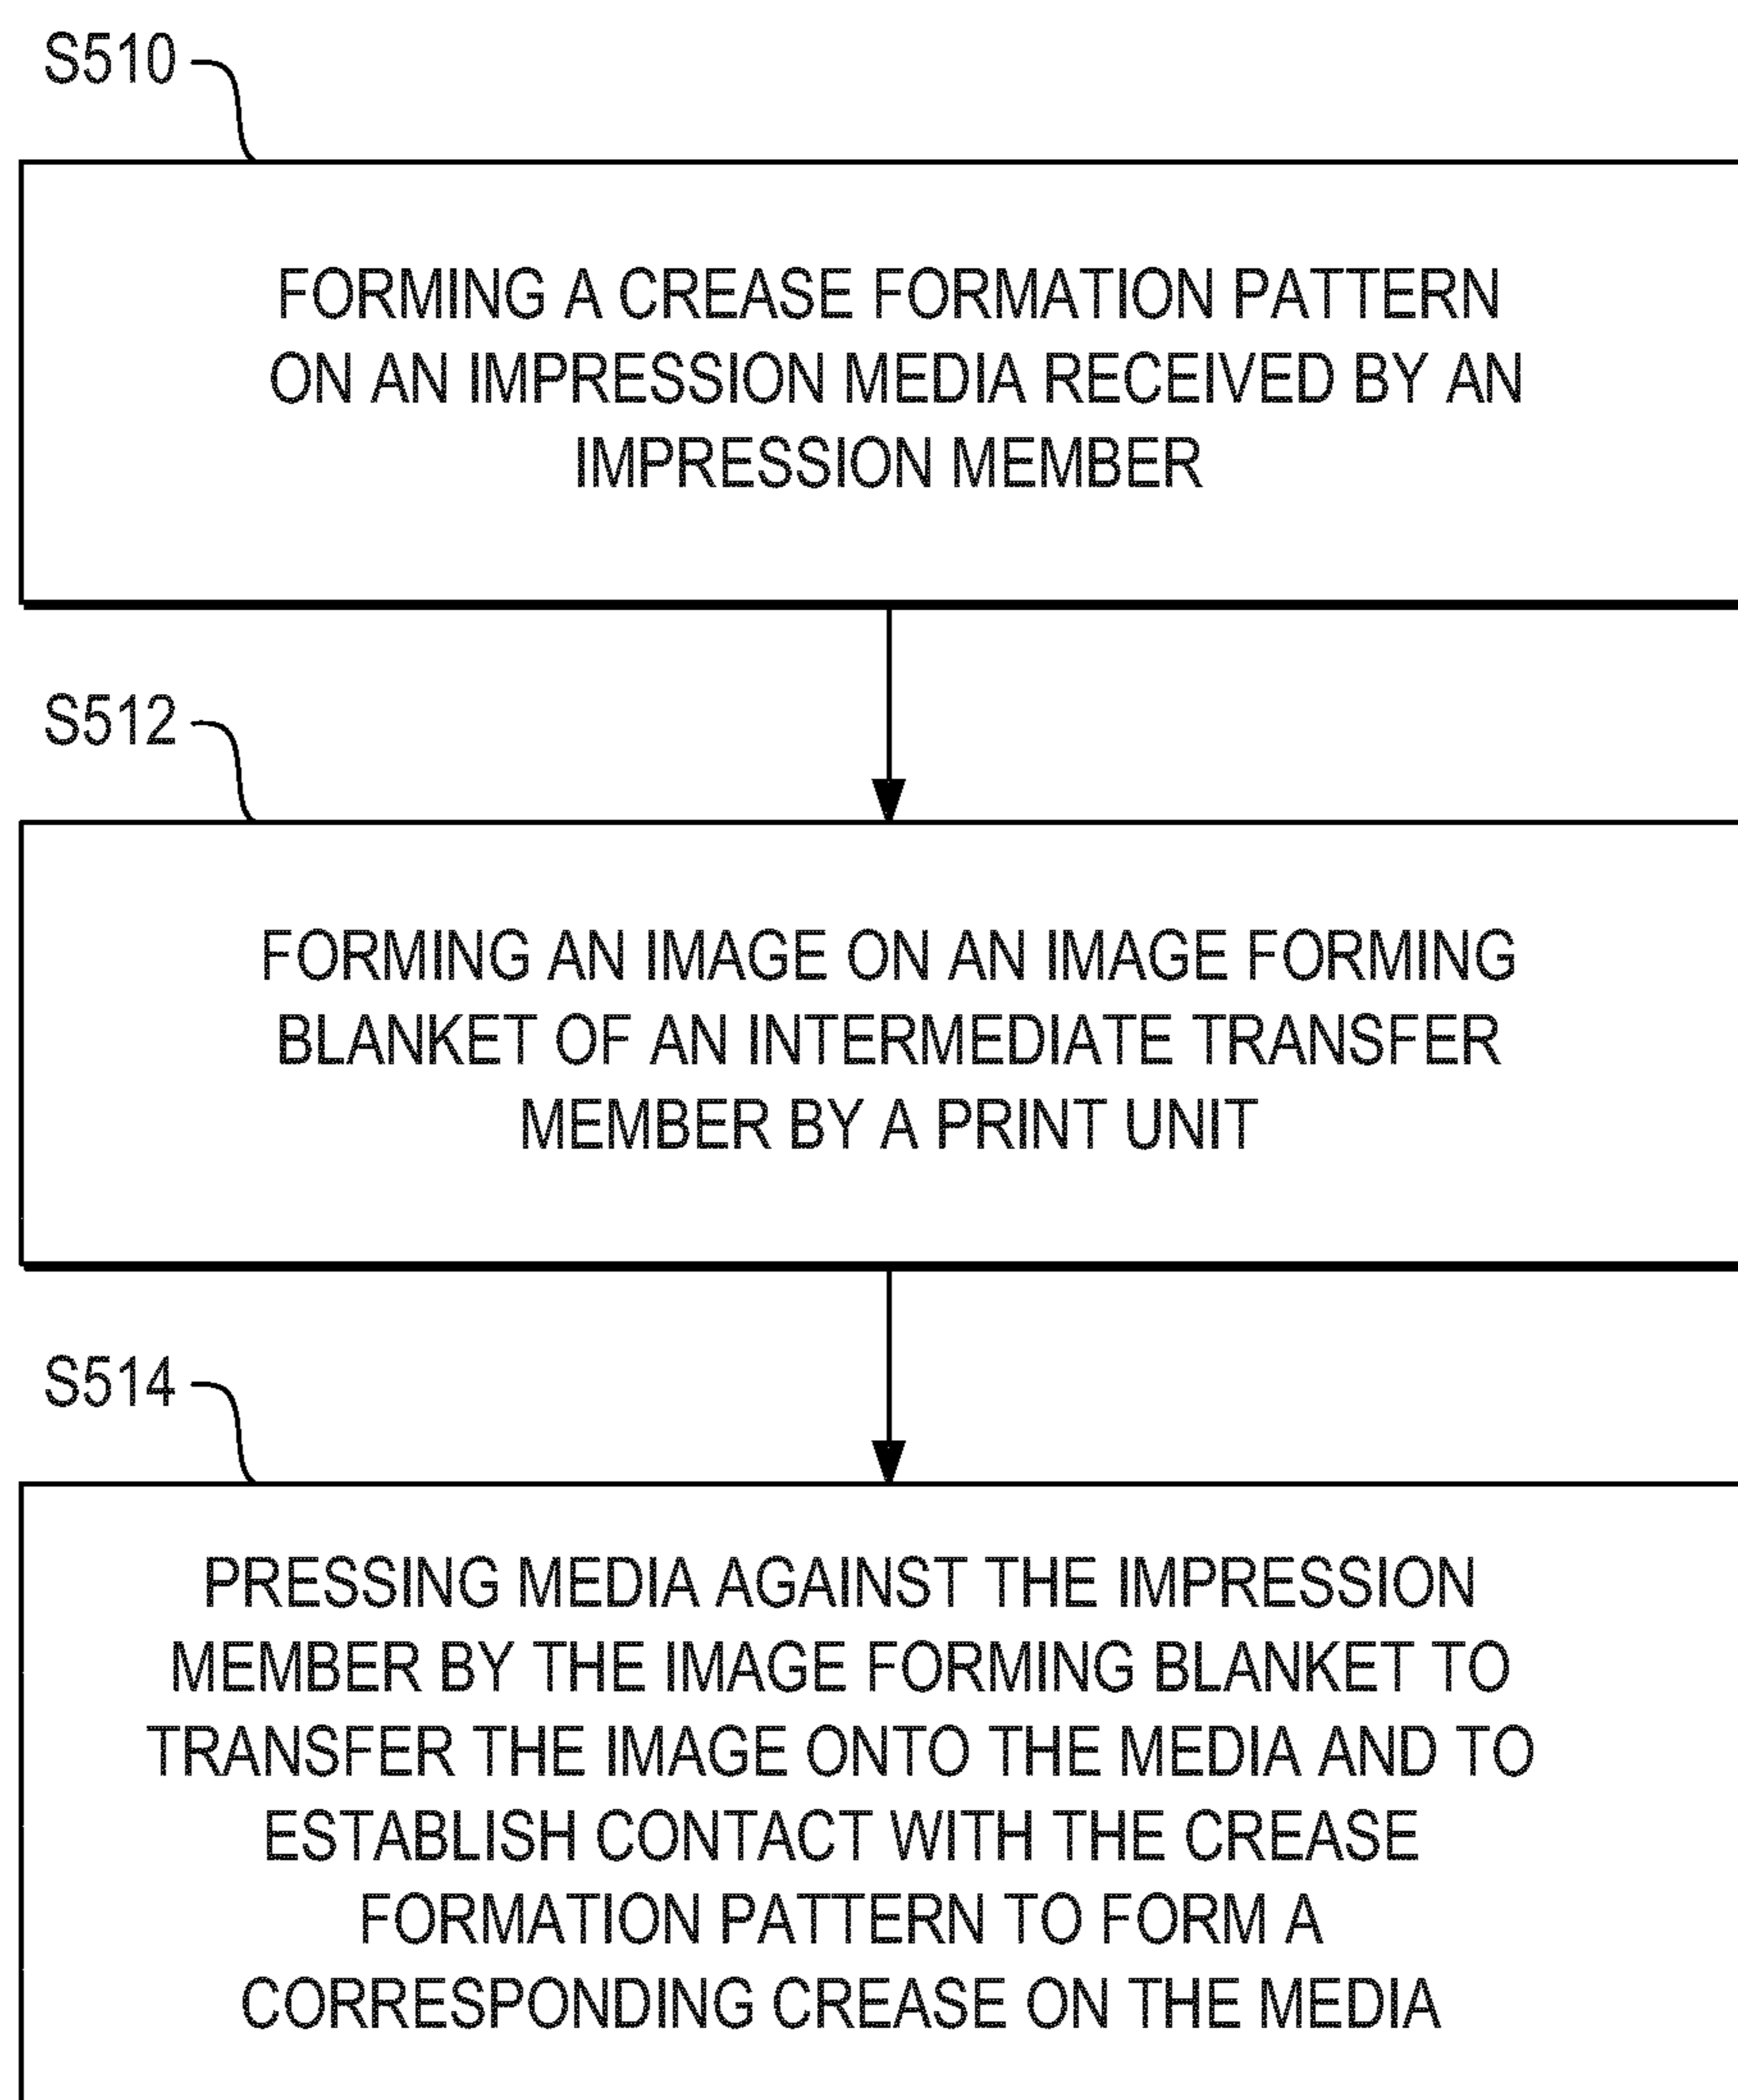 S510
FORMING A CREASE FORMATION PATTERN
ON AN IMPRESSION MEDIA RECEIVED BY AN
IMPRESSION MEMBER
S512
FORMING AN IMAGE ON AN IMAGE FORMING
BLANKET OF AN INTERMEDIATE TRANSFER
MEMBER BY A PRINT UNIT
S514
PRESSING MEDIA AGAINST THE IMPRESSION
MEMBER BY THE IMAGE FORMING BLANKET TO
TRANSFER THE IMAGE ONTO THE MEDIA AND TO
ESTABLISH CONTACT WITH THE CREASE
FORMATION PATTERN TO FORM A
CORRESPONDING CREASE ON THE MEDIA